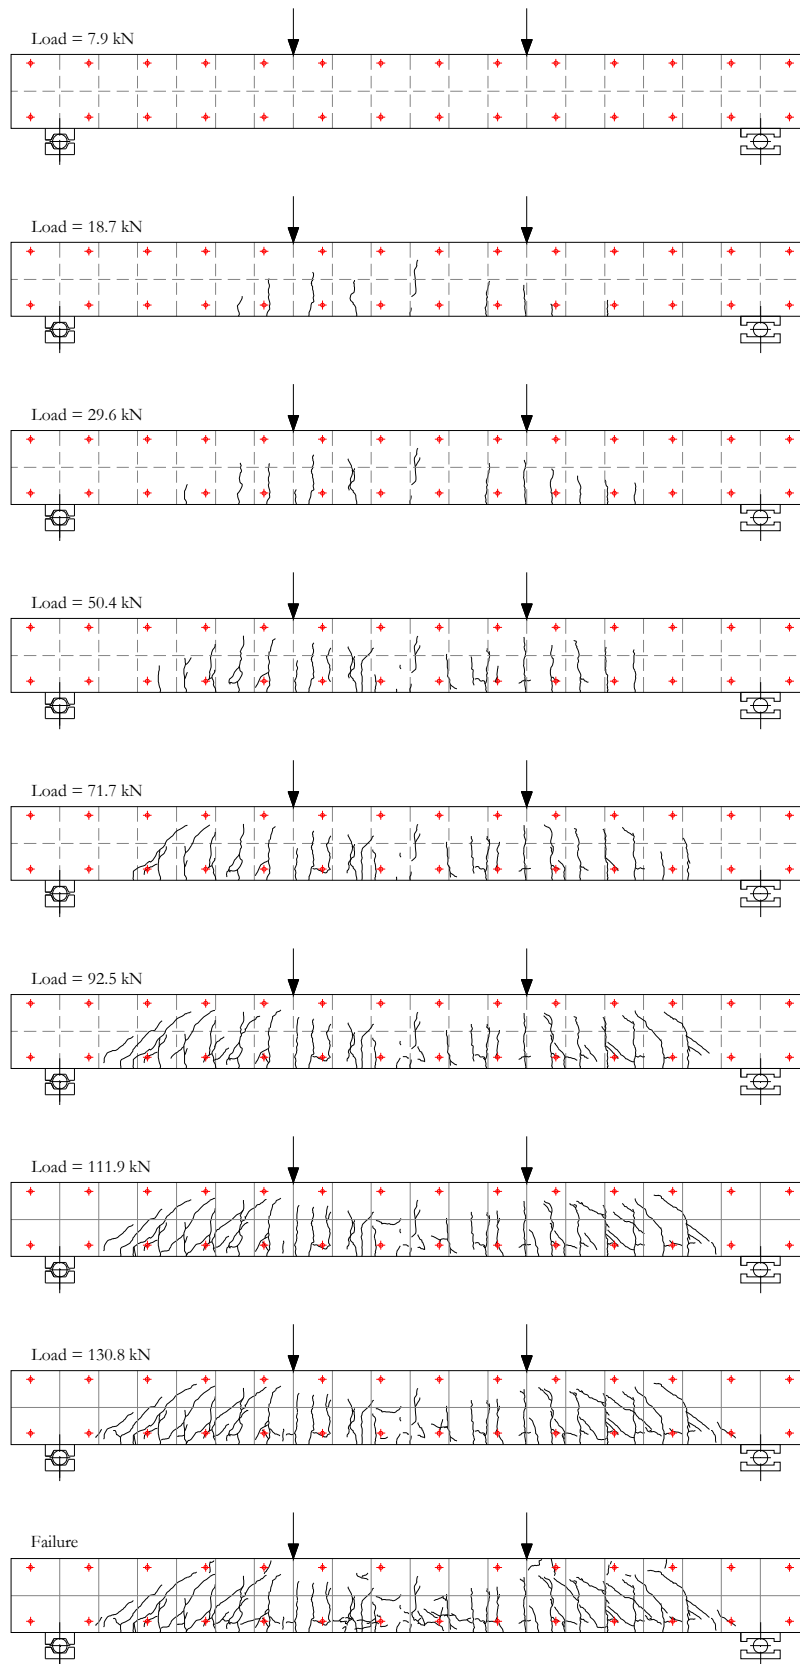 Load = 7.9 kN
Load = 18.7 kN
Load = 29.6 kN
Load = 50.4 kN
Load = 71.7 kN
Load = 92.5 kN
Load = 111.9 kN
Load = 130.8 kN
Failure